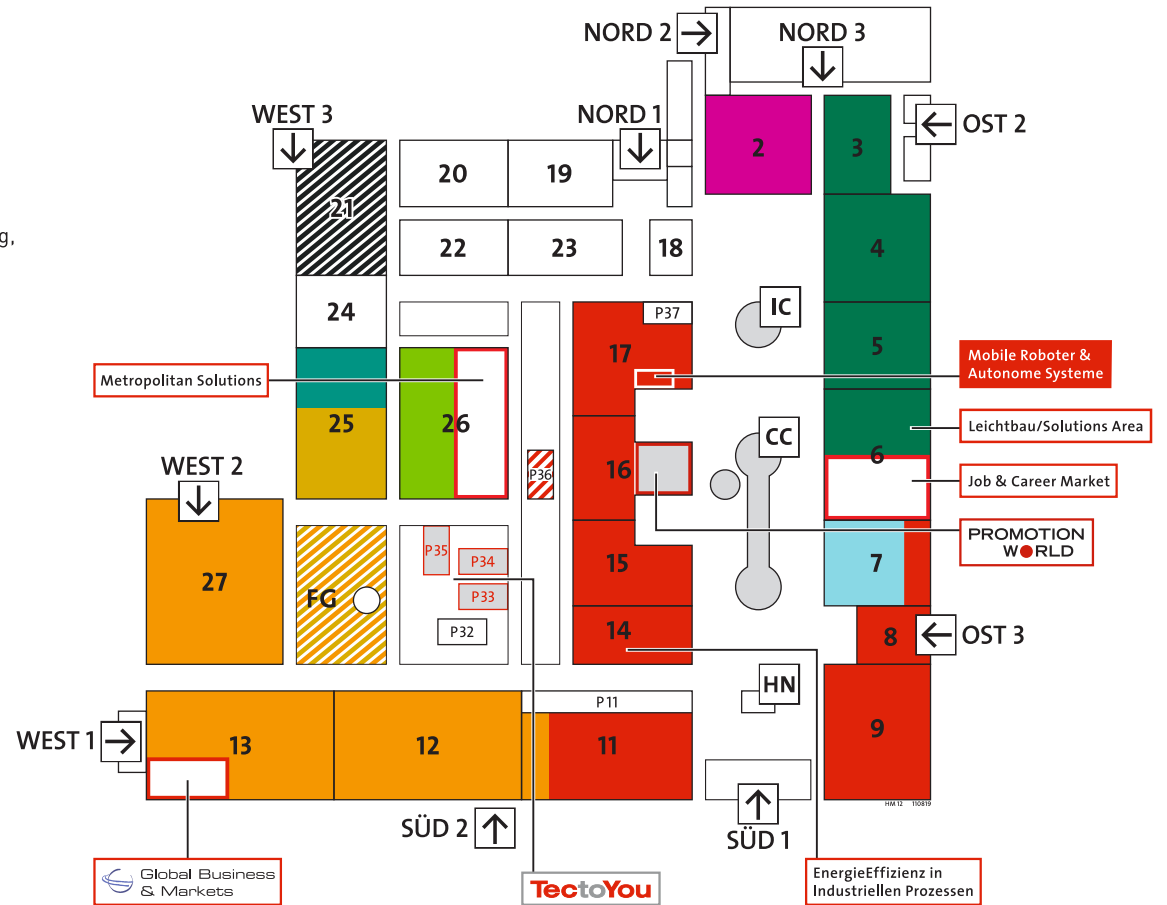 NORD 2
NORD 3
WEST 3
NORD 1
OST 2
2
3
20
19
21
g,
22
23
18
4
24
IC
P37
17
5
Mobile Roboter &
Autonome Systeme
Metropolitan Solutions
25
26
CC
Leichtbau/Solutions Area
6
WEST 2
P36
16
Job & Career Market
PROMOTION
WORLD
P35
P34
15
7
27
FG
P33
P32
14
8
OST 3
HN
P11
WEST 1
13
12
11
9
HM 12 110819
SÜD 2
SÜD 1
Global Business
& Markets
TectoYou
EnergieEffizienz in
Industriellen Prozessen